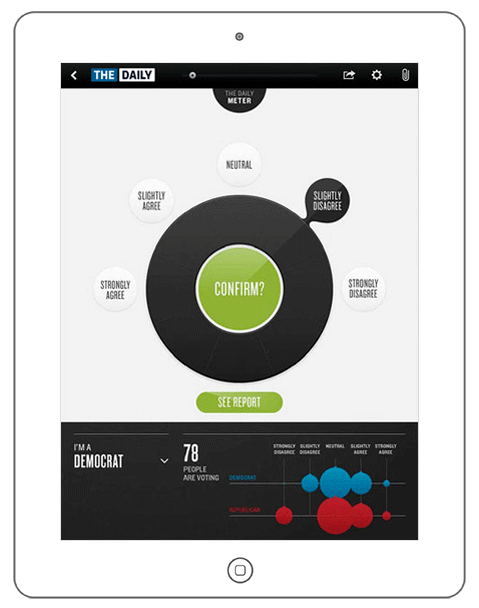 THE DAILY
THE DAILY
METER
NEUTRAL
SLIGHTLY
AGREE
SLIGHTLY
DISAGREE
STRONGLY
AGREE
CONFIRM?
STRONGLY
DISAGREE
SEE REPORT
I'M A
DEMOCRAT
78
PEOPLE
ARE VOTING
STRONGLY
DISAGREE
SLIGHTLY
DISAGREE
NEUTRAL
SLIGHTLY
AGREE
STRONGLY
AGREE
DEMOCRAT
REPUBLICAN